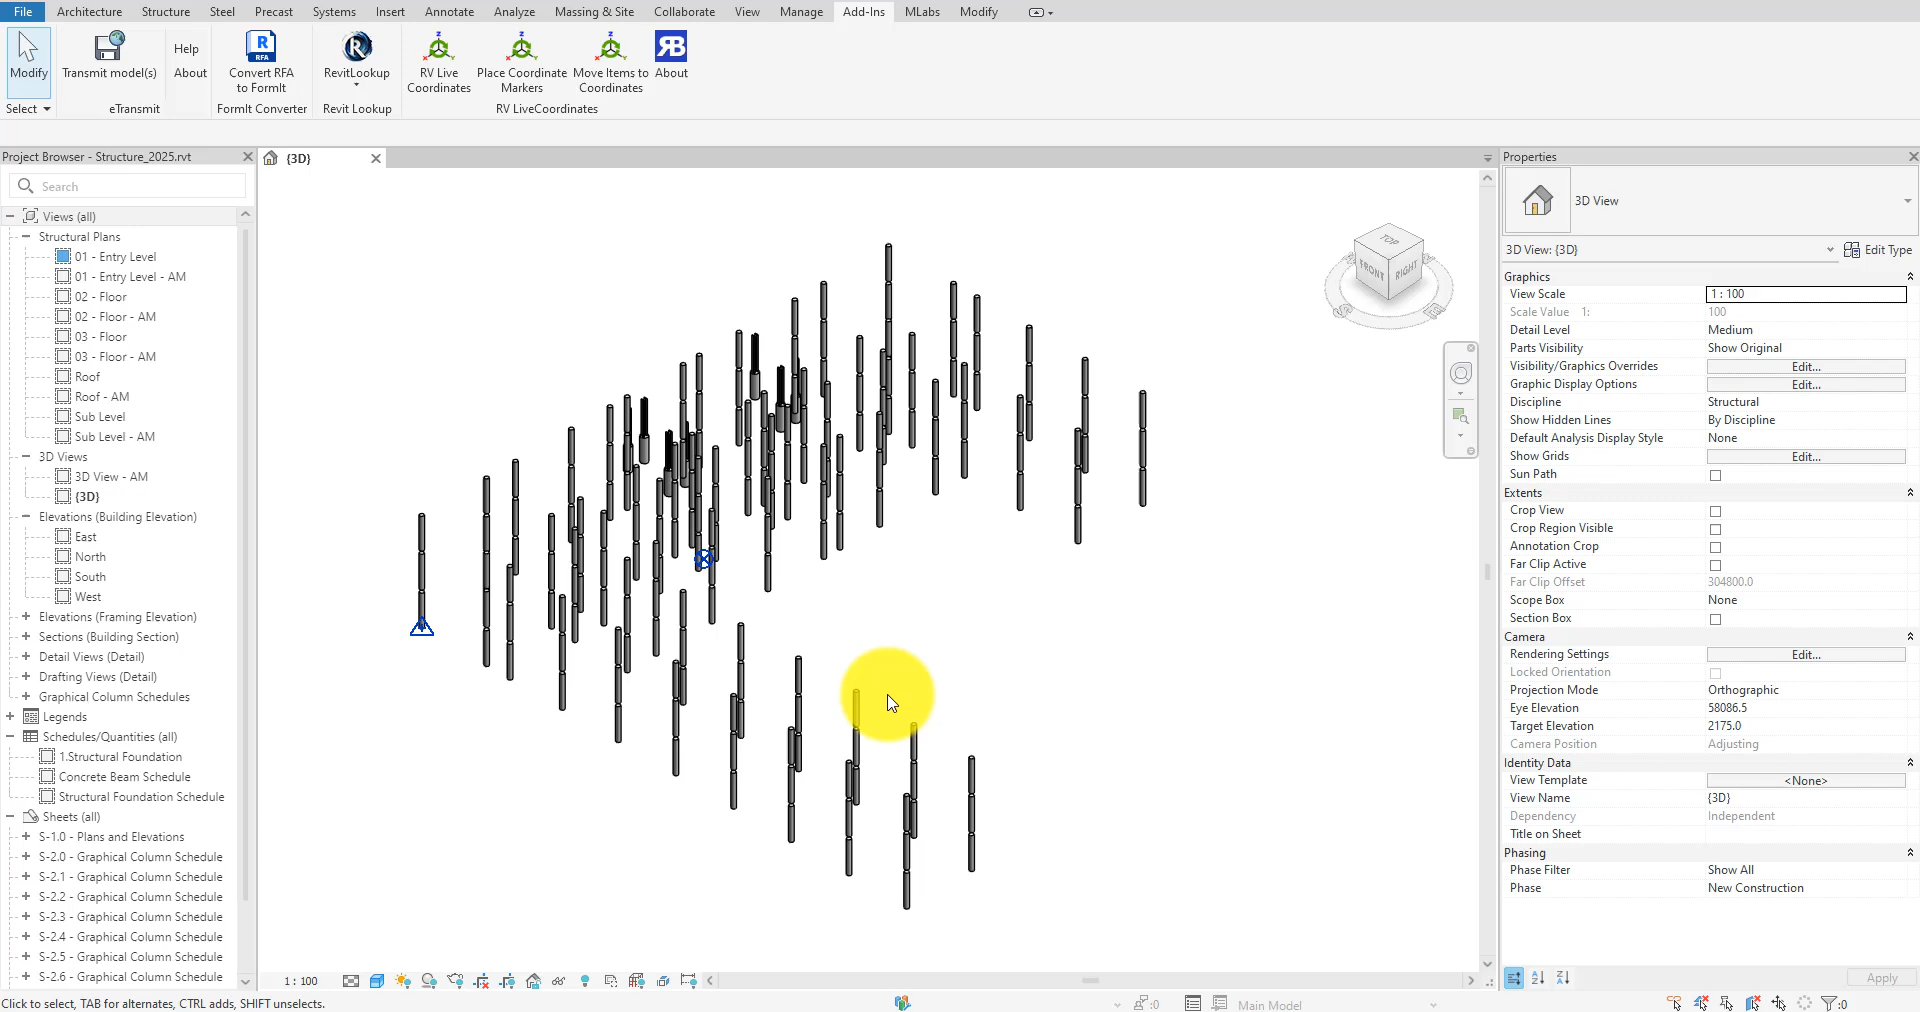 File Architecture Structure Steel Precast Systems Insert Annotate Analyze Massing & Site Collaborate View Manage Add-Ins MLabs Modify
Modify
Transmit model(s)
Help
About
Convert RFA
to FormIt
R
RFA
RevitLookup
RV Live
Coordinates
Place Coordinate
Markers
Move Items to
Coordinates
About
Select eTransmit FormIt Converter Revit Lookup RV LiveCoordinates
Project Browser - Structure_2025.rvt
Search
Views (all)
Structural Plans
01 - Entry Level
01 - Entry Level - AM
02 - Floor
02 - Floor - AM
03 - Floor
03 - Floor - AM
Roof
Roof - AM
Sub Level
Sub Level - AM
3D Views
3D View - AM
{3D}
Elevations (Building Elevation)
East
North
South
West
Elevations (Framing Elevation)
Sections (Building Section)
Detail Views (Detail)
Drafting Views (Detail)
Graphical Column Schedules
Legends
Schedules/Quantities (all)
1.Structural Foundation
Concrete Beam Schedule
Structural Foundation Schedule
Sheets (all)
S-1.0 - Plans and Elevations
S-2.0 - Graphical Column Schedule
S-2.1 - Graphical Column Schedule
S-2.2 - Graphical Column Schedule
S-2.3 - Graphical Column Schedule
S-2.4 - Graphical Column Schedule
S-2.5 - Graphical Column Schedule
S-2.6 - Graphical Column Schedule
{3D}
TOP
FRONT RIGHT
1 : 100
Properties
3D View
3D View: {3D} Edit Type
Graphics
View Scale 1 : 100
Scale Value 1: 100
Detail Level Medium
Parts Visibility Show Original
Visibility/Graphics Overrides Edit...
Graphic Display Options Edit...
Discipline Structural
Show Hidden Lines By Discipline
Default Analysis Display Style None
Show Grids Edit...
Sun Path
Extents
Crop View
Crop Region Visible
Annotation Crop
Far Clip Active
Far Clip Offset 304800.0
Scope Box None
Section Box
Camera
Rendering Settings Edit...
Locked Orientation
Projection Mode Orthographic
Eye Elevation 58086.5
Target Elevation 2175.0
Camera Position Adjusting
Identity Data
View Template <None>
View Name {3D}
Dependency Independent
Title on Sheet
Phasing
Phase Filter Show All
Phase New Construction
Apply
Click to select, TAB for alternates, CTRL adds, SHIFT unselects.
:0
Main Model
:0